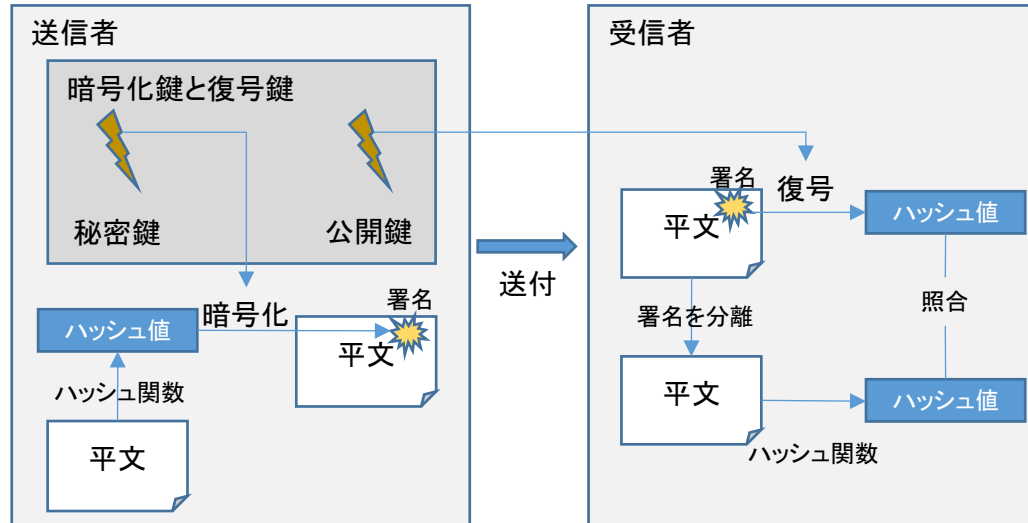 送信者
暗号化鍵と復号鍵
秘密鍵
公開鍵
暗号化
ハッシュ値
署名
平文
ハッシュ関数
平文
送付
受信者
署名
復号
平文
ハッシュ値
署名を分離
照合
平文
ハッシュ値
ハッシュ関数